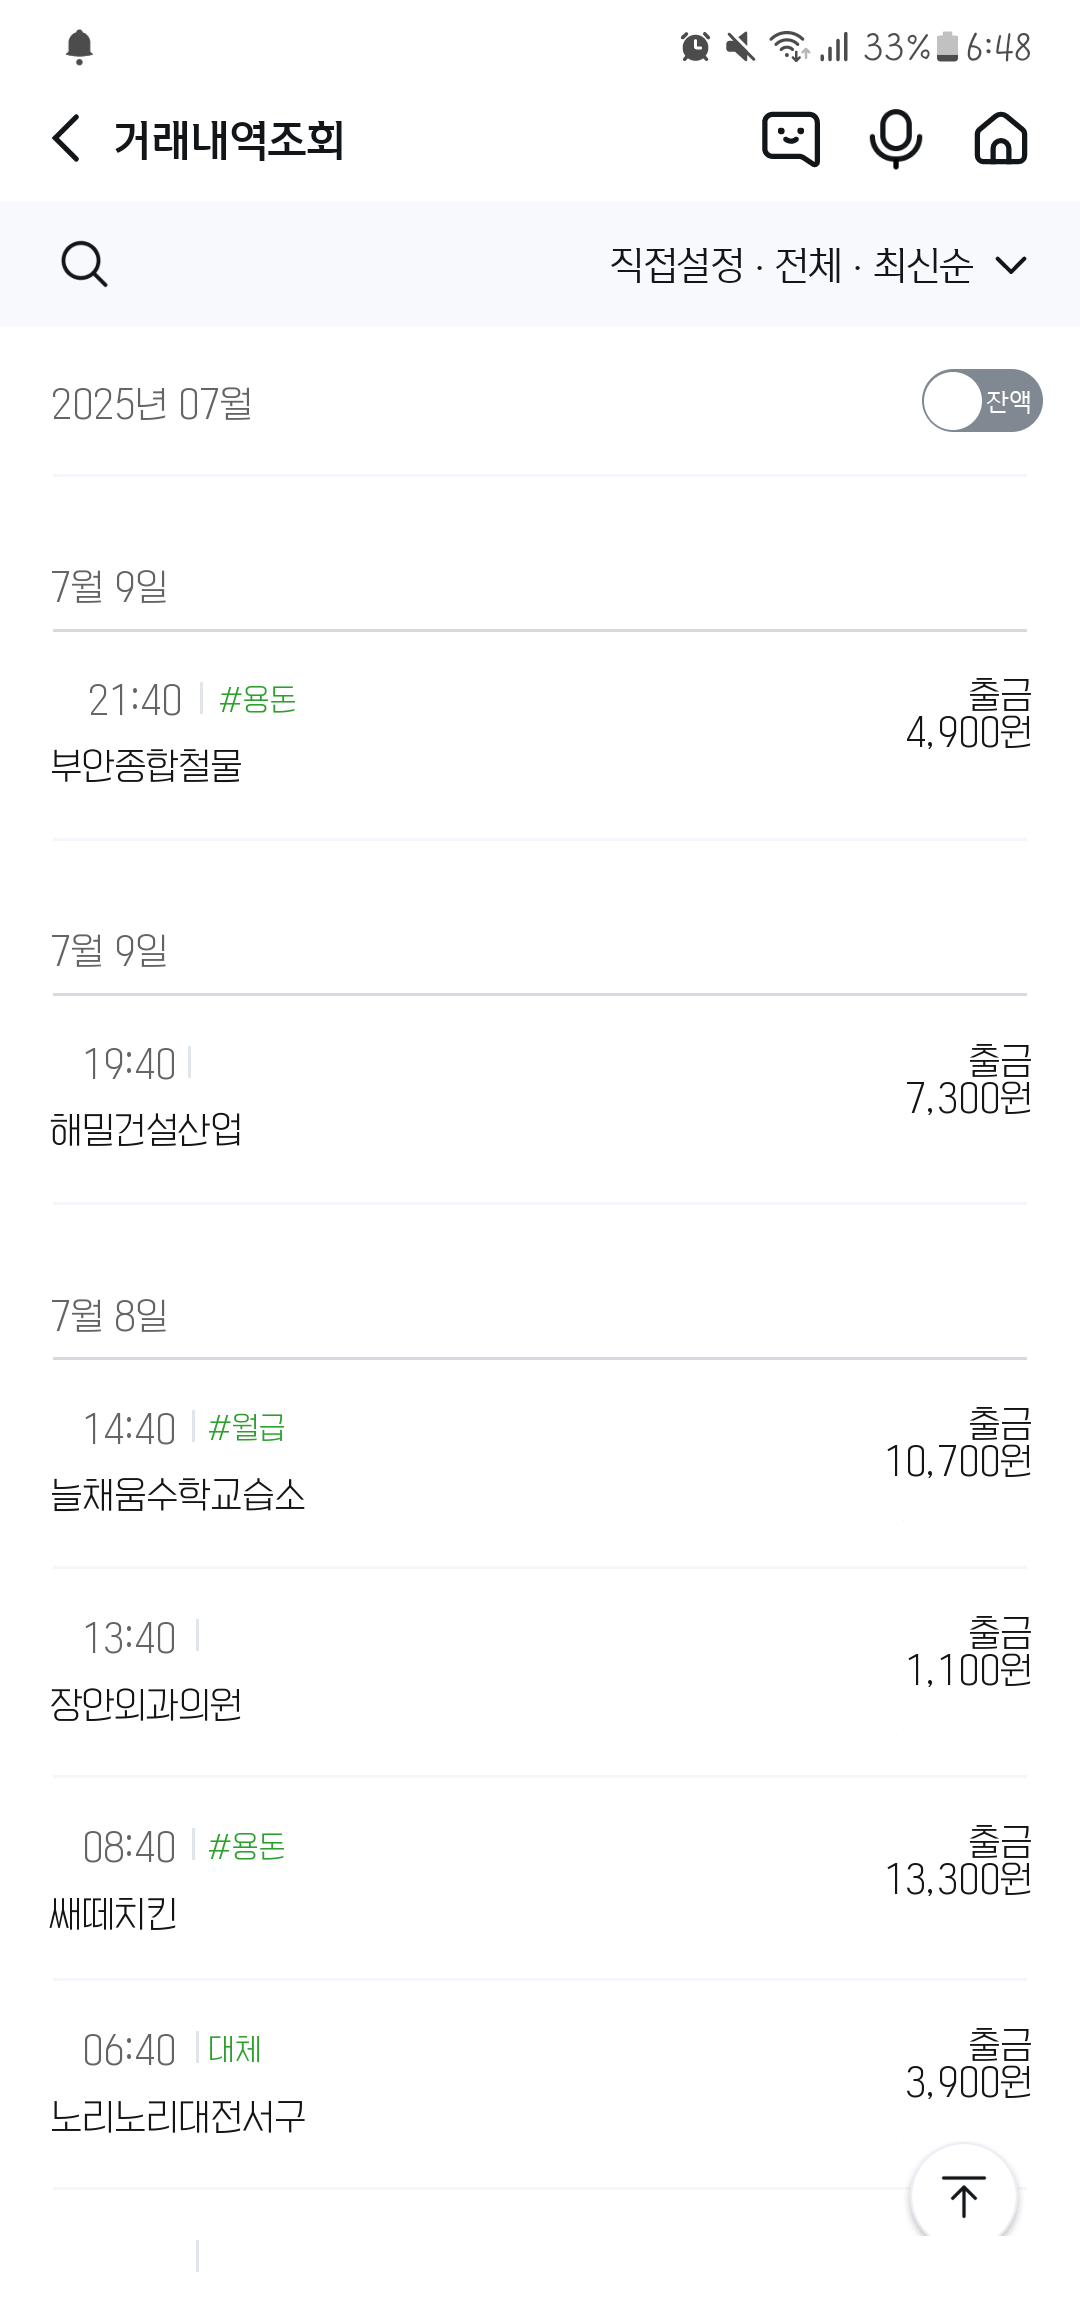 33% 6:48
거래내역조회
직접설정 · 전체 · 최신순
2025년 07월
잔액
7월 9일
21:40 #용돈
출금
4,900원
부안종합철물
7월 9일
19:40
출금
7,300원
해밀건설산업
7월 8일
14:40 #월급
출금
10,700원
늘채움수학교습소
13:40
출금
1,100원
장안외과의원
08:40 #용돈
출금
13,300원
쌔떼치킨
06:40 대체
출금
3,900원
노리노리대전서구